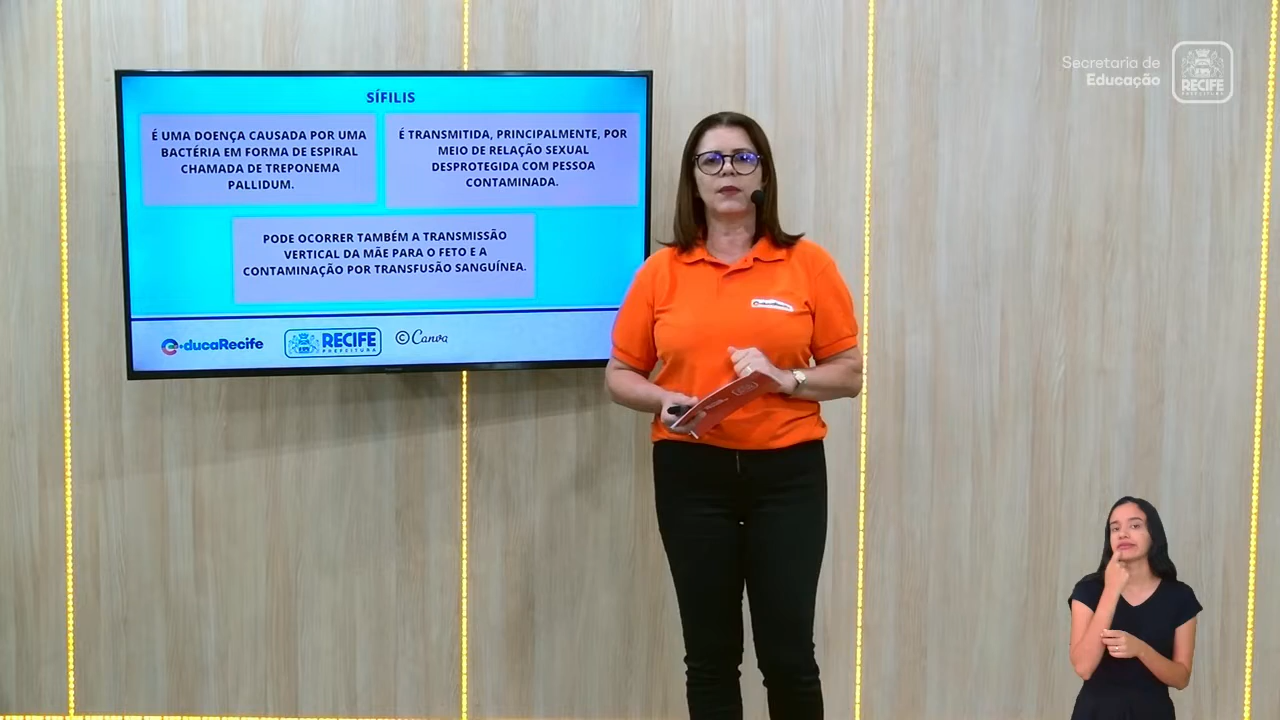 Secretaria de
Educação
RECIFE
PREFEITURA
SÍFILIS
É UMA DOENÇA CAUSADA POR UMA
BACTÉRIA EM FORMA DE ESPIRAL
CHAMADA DE TREPONEMA
PALLIDUM.
É TRANSMITIDA, PRINCIPALMENTE, POR
MEIO DE RELAÇÃO SEXUAL
DESPROTEGIDA COM PESSOA
CONTAMINADA.
PODE OCORRER TAMBÉM A TRANSMISSÃO
VERTICAL DA MÃE PARA O FETO E A
CONTAMINAÇÃO POR TRANSFUSÃO SANGUÍNEA.
e+ducaRecife
RECIFE
PREFEITURA
© Canva